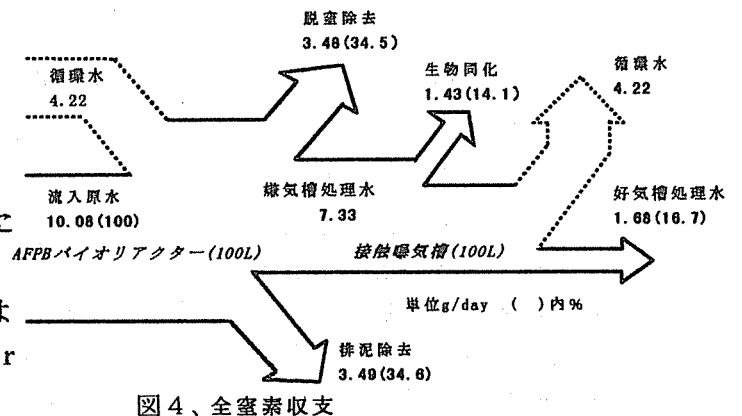 脱窒除去
3.48(34.5)
循環水
4.22
生物同化
1.43(14.1)
循環水
4.22
流入原水
10.08(100)
嫌気槽処理水
7.33
好気槽処理水
1.68(16.7)
に
AFPBバイオリアクター(100L)
接触曝気槽(100L)
単位g/day ( )内%
は
r
排泥除去
3.49(34.6)
図4、全窒素収支